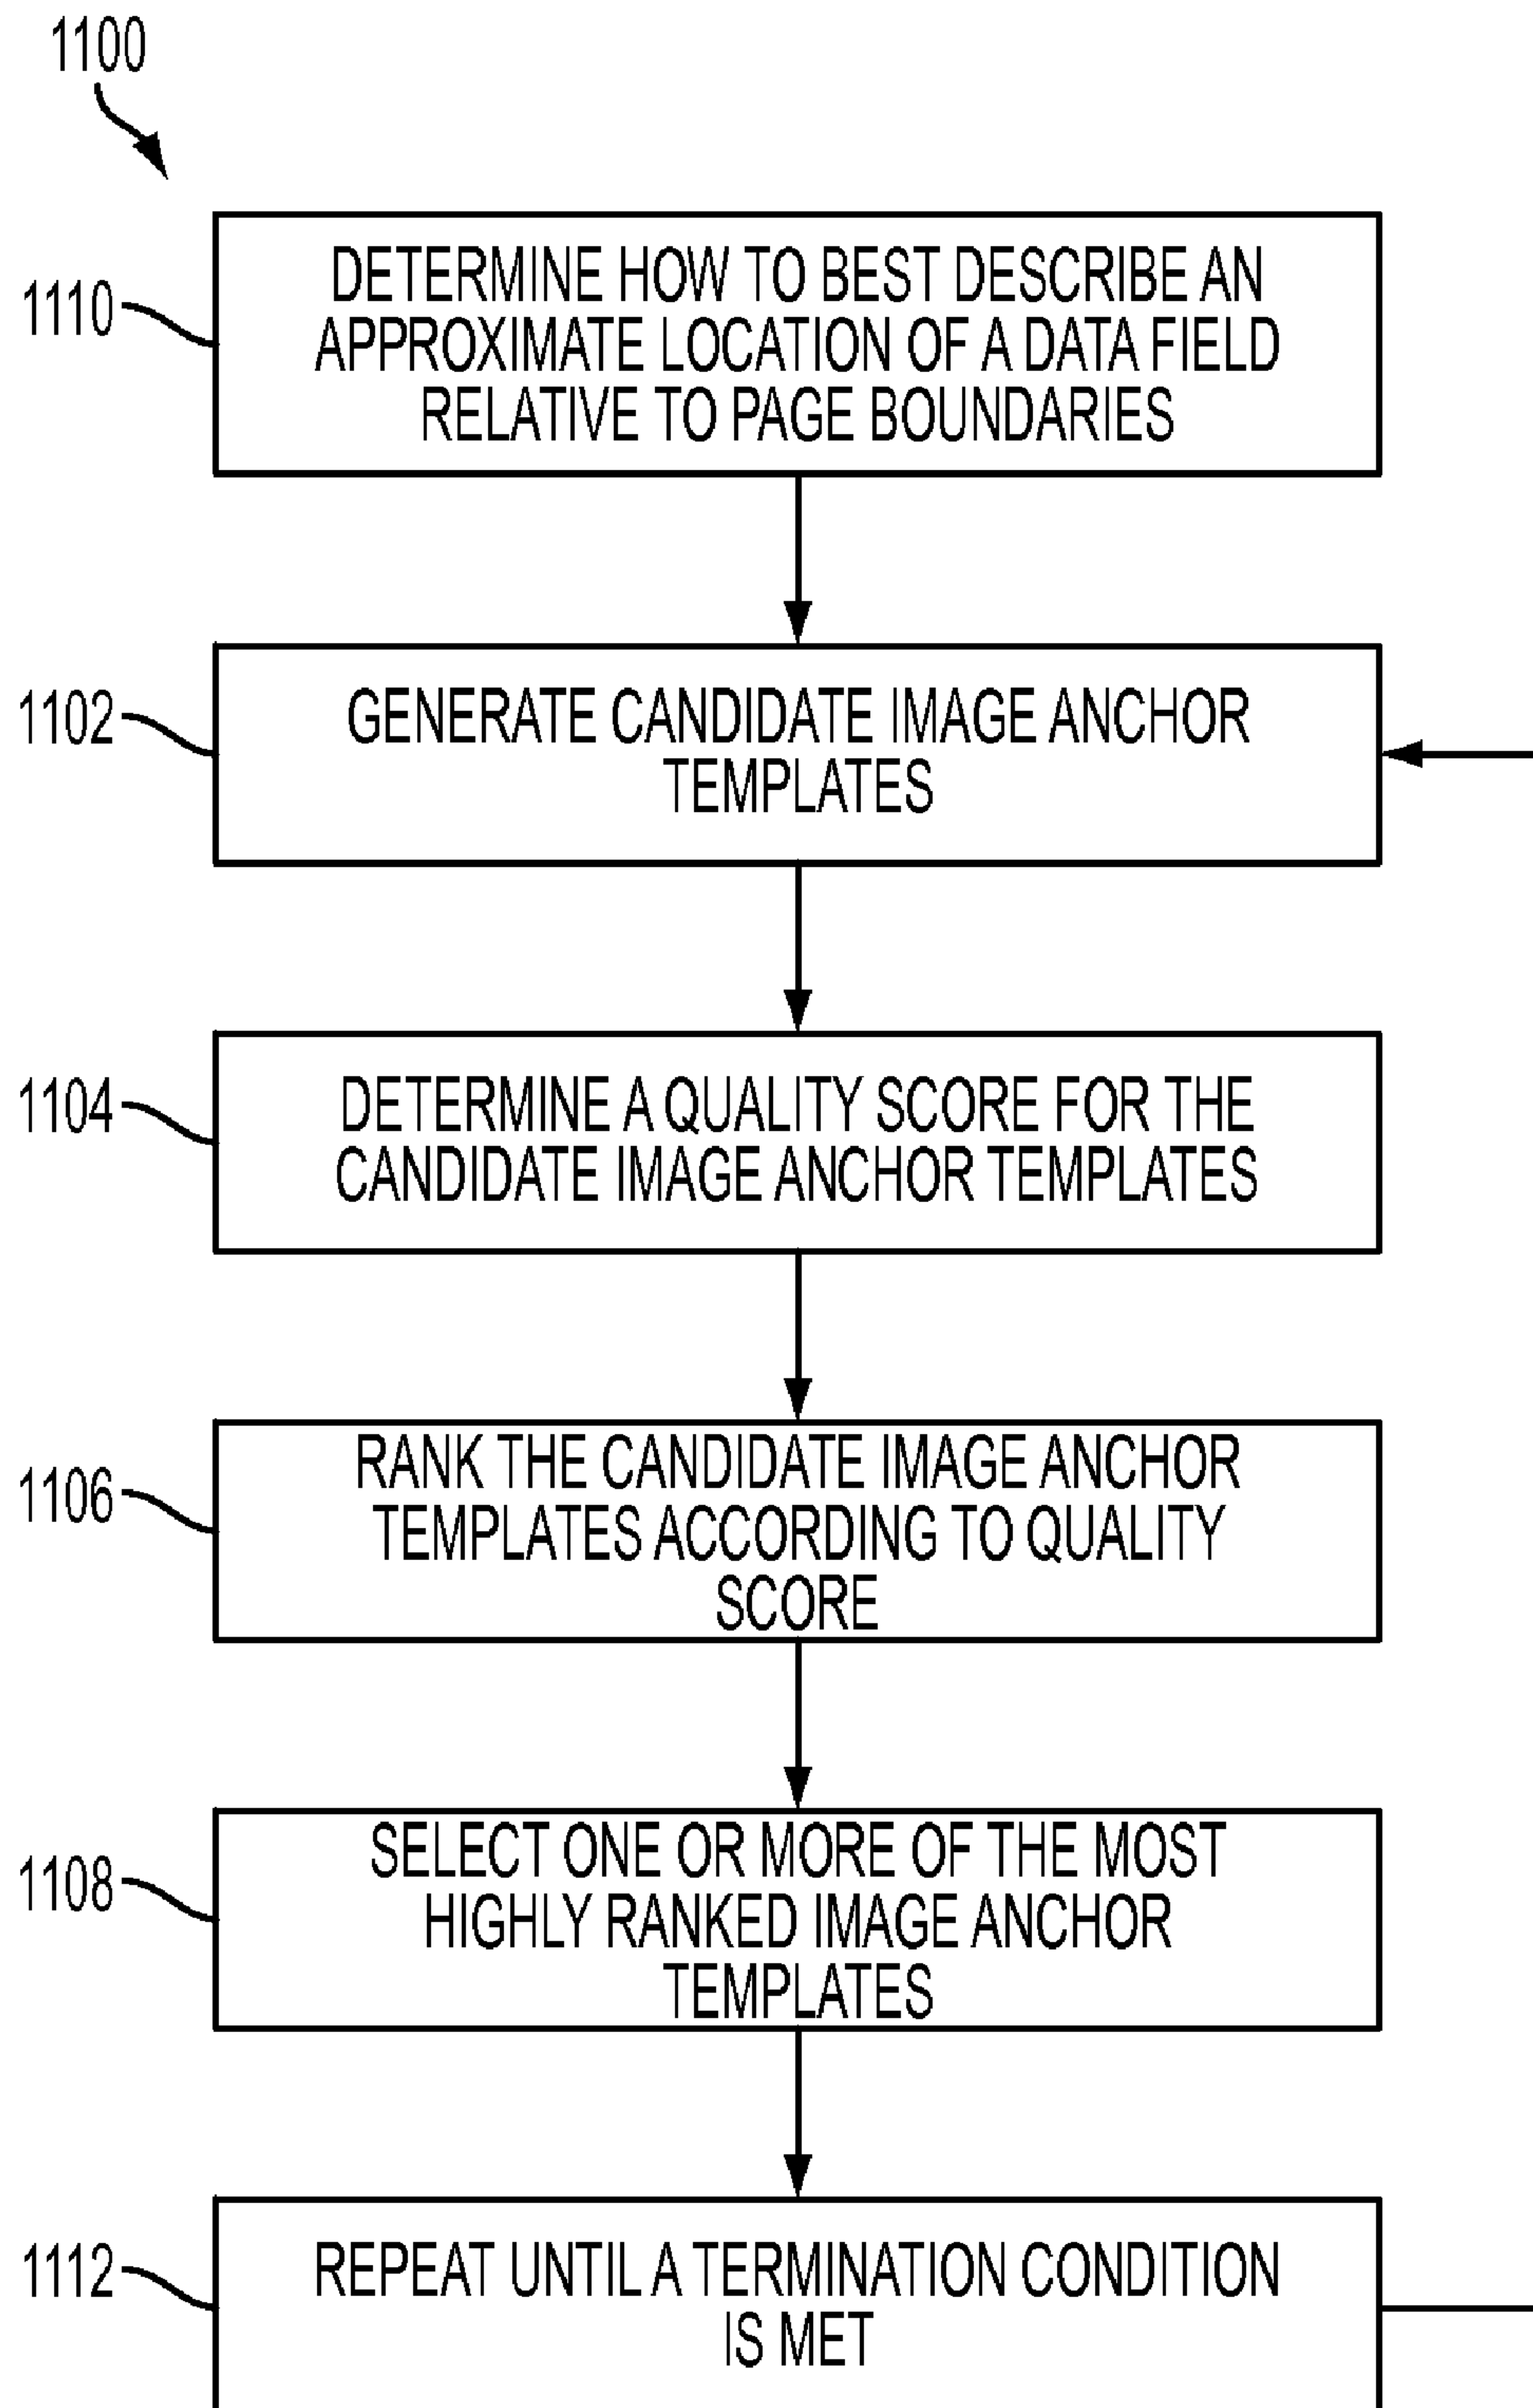 1100
1110
DETERMINE HOW TO BEST DESCRIBE AN
APPROXIMATE LOCATION OF A DATA FIELD
RELATIVE TO PAGE BOUNDARIES
1102
GENERATE CANDIDATE IMAGE ANCHOR
TEMPLATES
1104
DETERMINE A QUALITY SCORE FOR THE
CANDIDATE IMAGE ANCHOR TEMPLATES
1106
RANK THE CANDIDATE IMAGE ANCHOR
TEMPLATES ACCORDING TO QUALITY
SCORE
1108
SELECT ONE OR MORE OF THE MOST
HIGHLY RANKED IMAGE ANCHOR
TEMPLATES
1112
REPEAT UNTIL A TERMINATION CONDITION
IS MET